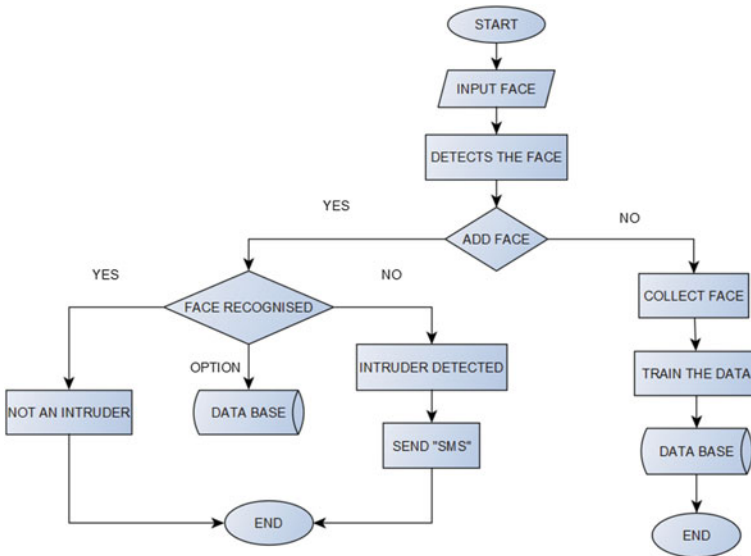 START
INPUT FACE
DETECTS THE FACE
YES
NO
ADD FACE
YES
NO
COLLECT FACE
FACE RECOGNISED
OPTION
INTRUDER DETECTED
TRAIN THE DATA
NOT AN INTRUDER
DATA BASE
SEND "SMS"
DATA BASE
END
END